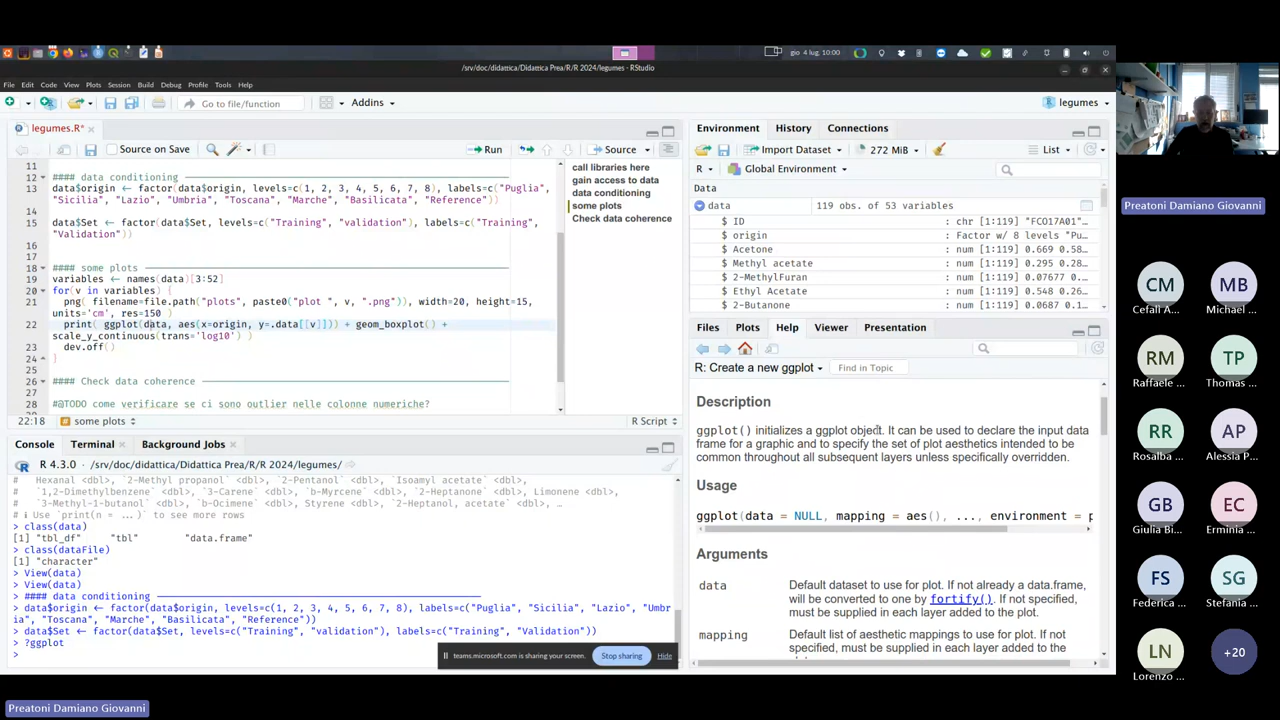 gio 4 lug, 10:00
/srv/doc/didattica/Didattica Prea/R/R 2024/legumes - RStudio
File Edit Code View Plots Session Build Debug Profile Tools Help
Go to file/function
Addins
legumes
legumes.R*
Source on Save
Run
Source
11
12 #### data conditioning
13 data$origin <- factor(data$origin, levels=c(1, 2, 3, 4, 5, 6, 7, 8), labels=c("Puglia",
"Sicilia", "Lazio", "Umbria", "Toscana", "Marche", "Basilicata", "Reference"))
14
15 data$Set <- factor(data$Set, levels=c("Training", "validation"), labels=c("Training",
"Validation"))
16
17
18 #### some plots
19 variables <- names(data)[3:52]
20 for(v in variables) {
21 png( filename=file.path("plots", paste0("plot ", v, ".png")), width=20, height=15,
units='cm', res=150 )
22 print( ggplot(data, aes(x=origin, y=.data[[v]])) + geom_boxplot() +
scale_y_continuous(trans='log10') )
23 dev.off()
24 }
25
26 #### Check data coherence
27
28 #@TODO come verificare se ci sono outlier nelle colonne numeriche?
22:18 some plots R Script
call libraries here
gain access to data
data conditioning
some plots
Check data coherence
Console Terminal Background Jobs
R 4.3.0 · /srv/doc/didattica/Didattica Prea/R/R 2024/legumes/
# Hexanal <dbl>, `2-Methyl propanol` <dbl>, `2-Pentanol` <dbl>, `Isoamyl acetate` <dbl>,
# `1,2-Dimethylbenzene` <dbl>, `3-Carene` <dbl>, `b-Myrcene` <dbl>, `2-Heptanone` <dbl>, Limonene <dbl>,
# `3-Methyl-1-butanol` <dbl>, `b-Ocimene` <dbl>, Styrene <dbl>, `2-Heptanol, acetate` <dbl>, …
# ℹ Use `print(n = ...)` to see more rows
> class(data)
[1] "tbl_df" "tbl" "data.frame"
> class(dataFile)
[1] "character"
> View(data)
> View(data)
> #### data conditioning
> data$origin <- factor(data$origin, levels=c(1, 2, 3, 4, 5, 6, 7, 8), labels=c("Puglia", "Sicilia", "Lazio", "Umbr
ia", "Toscana", "Marche", "Basilicata", "Reference"))
> data$Set <- factor(data$Set, levels=c("Training", "validation"), labels=c("Training", "Validation"))
> ?ggplot
>
teams.microsoft.com is sharing your screen.
Stop sharing
Hide
Environment History Connections
Import Dataset 272 MiB List
R Global Environment
Data
data 119 obs. of 53 variables
$ ID : chr [1:119] "FCO17A01"
$ origin : Factor w/ 8 levels "Pu…
$ Acetone : num [1:119] 0.669 0.58…
$ Methyl acetate : num [1:119] 0.295 0.28…
$ 2-MethylFuran : num [1:119] 0.07677 0…
$ Ethyl Acetate : num [1:119] 0.548 0.26…
$ 2-Butanone : num [1:119] 0.0687 0.1…
Files Plots Help Viewer Presentation
R: Create a new ggplot Find in Topic
Description
ggplot() initializes a ggplot object. It can be used to declare the input data
frame for a graphic and to specify the set of plot aesthetics intended to be
common throughout all subsequent layers unless specifically overridden.
Usage
ggplot(data = NULL, mapping = aes(), ..., environment = p
Arguments
data Default dataset to use for plot. If not already a data.frame,
will be converted to one by fortify(). If not specified,
must be supplied in each layer added to the plot.
mapping Default list of aesthetic mappings to use for plot. If not
specified, must be supplied in each layer added to the
Preatoni Damiano Giovanni
CM MB
Cefalì A... Michael ...
RM TP
Raffaele ... Thomas ...
RR AP
Rosalba ... Alessia P...
GB EC
Giulia Bi... Erminia ...
FS SG
Federica ... Stefania ...
LN +20
Lorenzo ...
Preatoni Damiano Giovanni